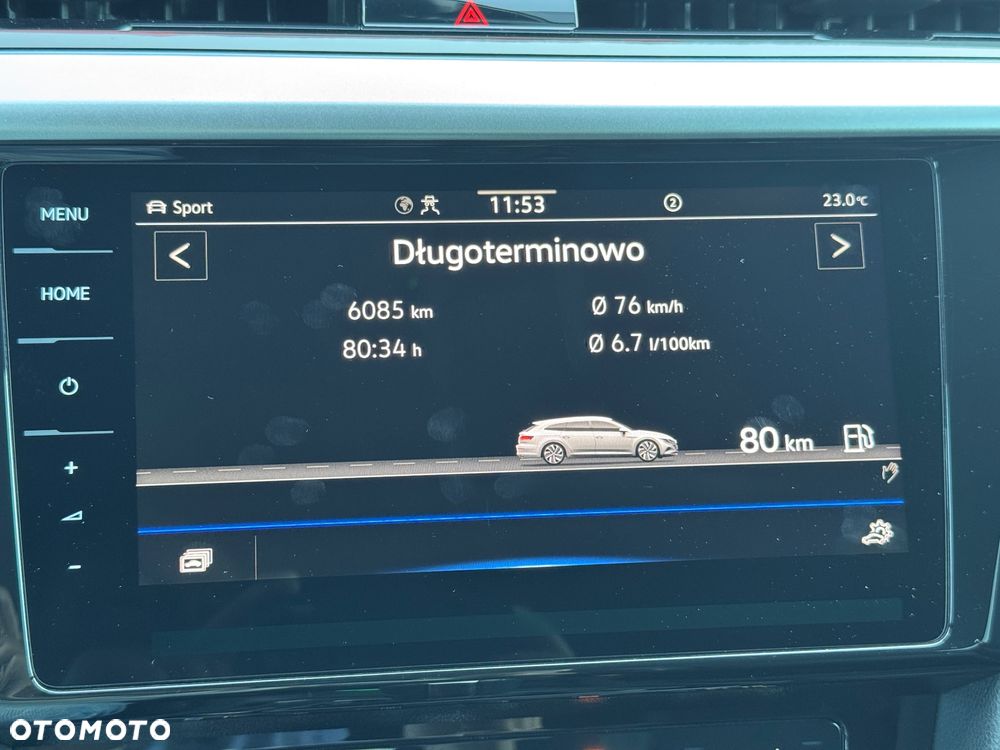 MENU
HOME
+
-
Sport
11:53
2
23.0°C
<
Długoterminowo
>
6085 km
Ø 76 km/h
80:34 h
Ø 6.7 l/100km
80 km
OTOMOTO